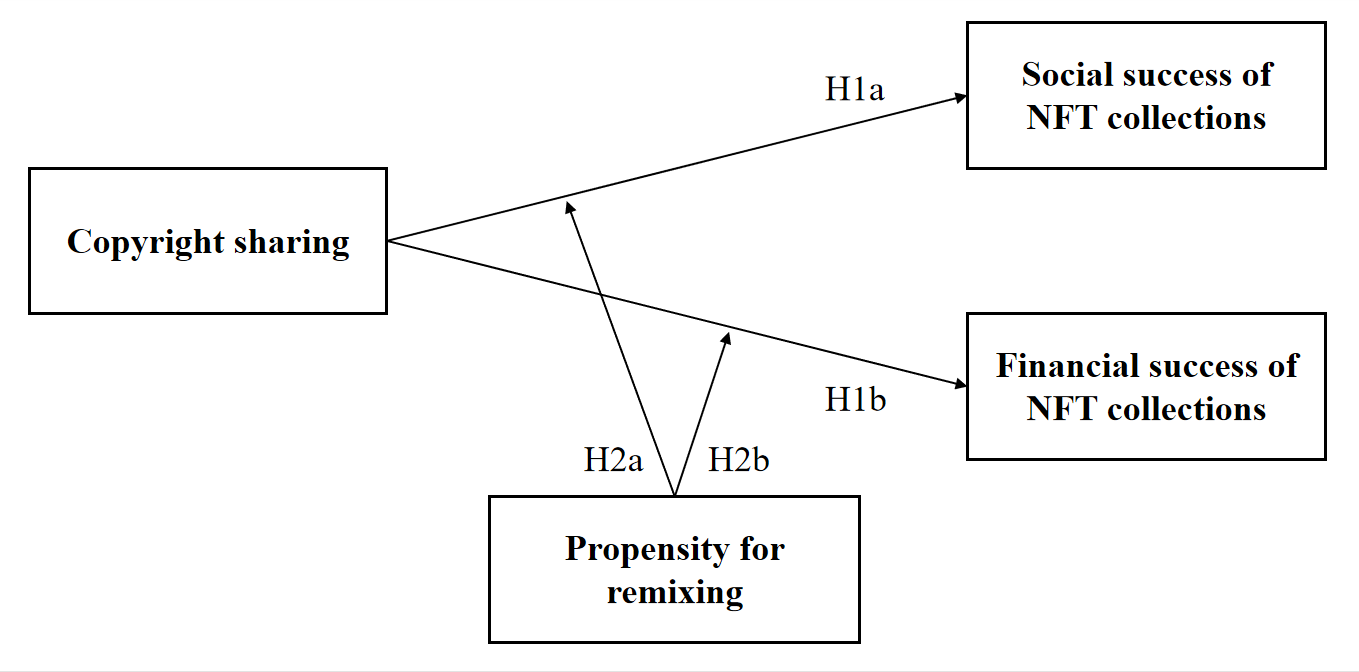 H1a
Social success of
NFT collections
Copyright sharing
H1b
Financial success of
NFT collections
H2a
H2b
Propensity for
remixing